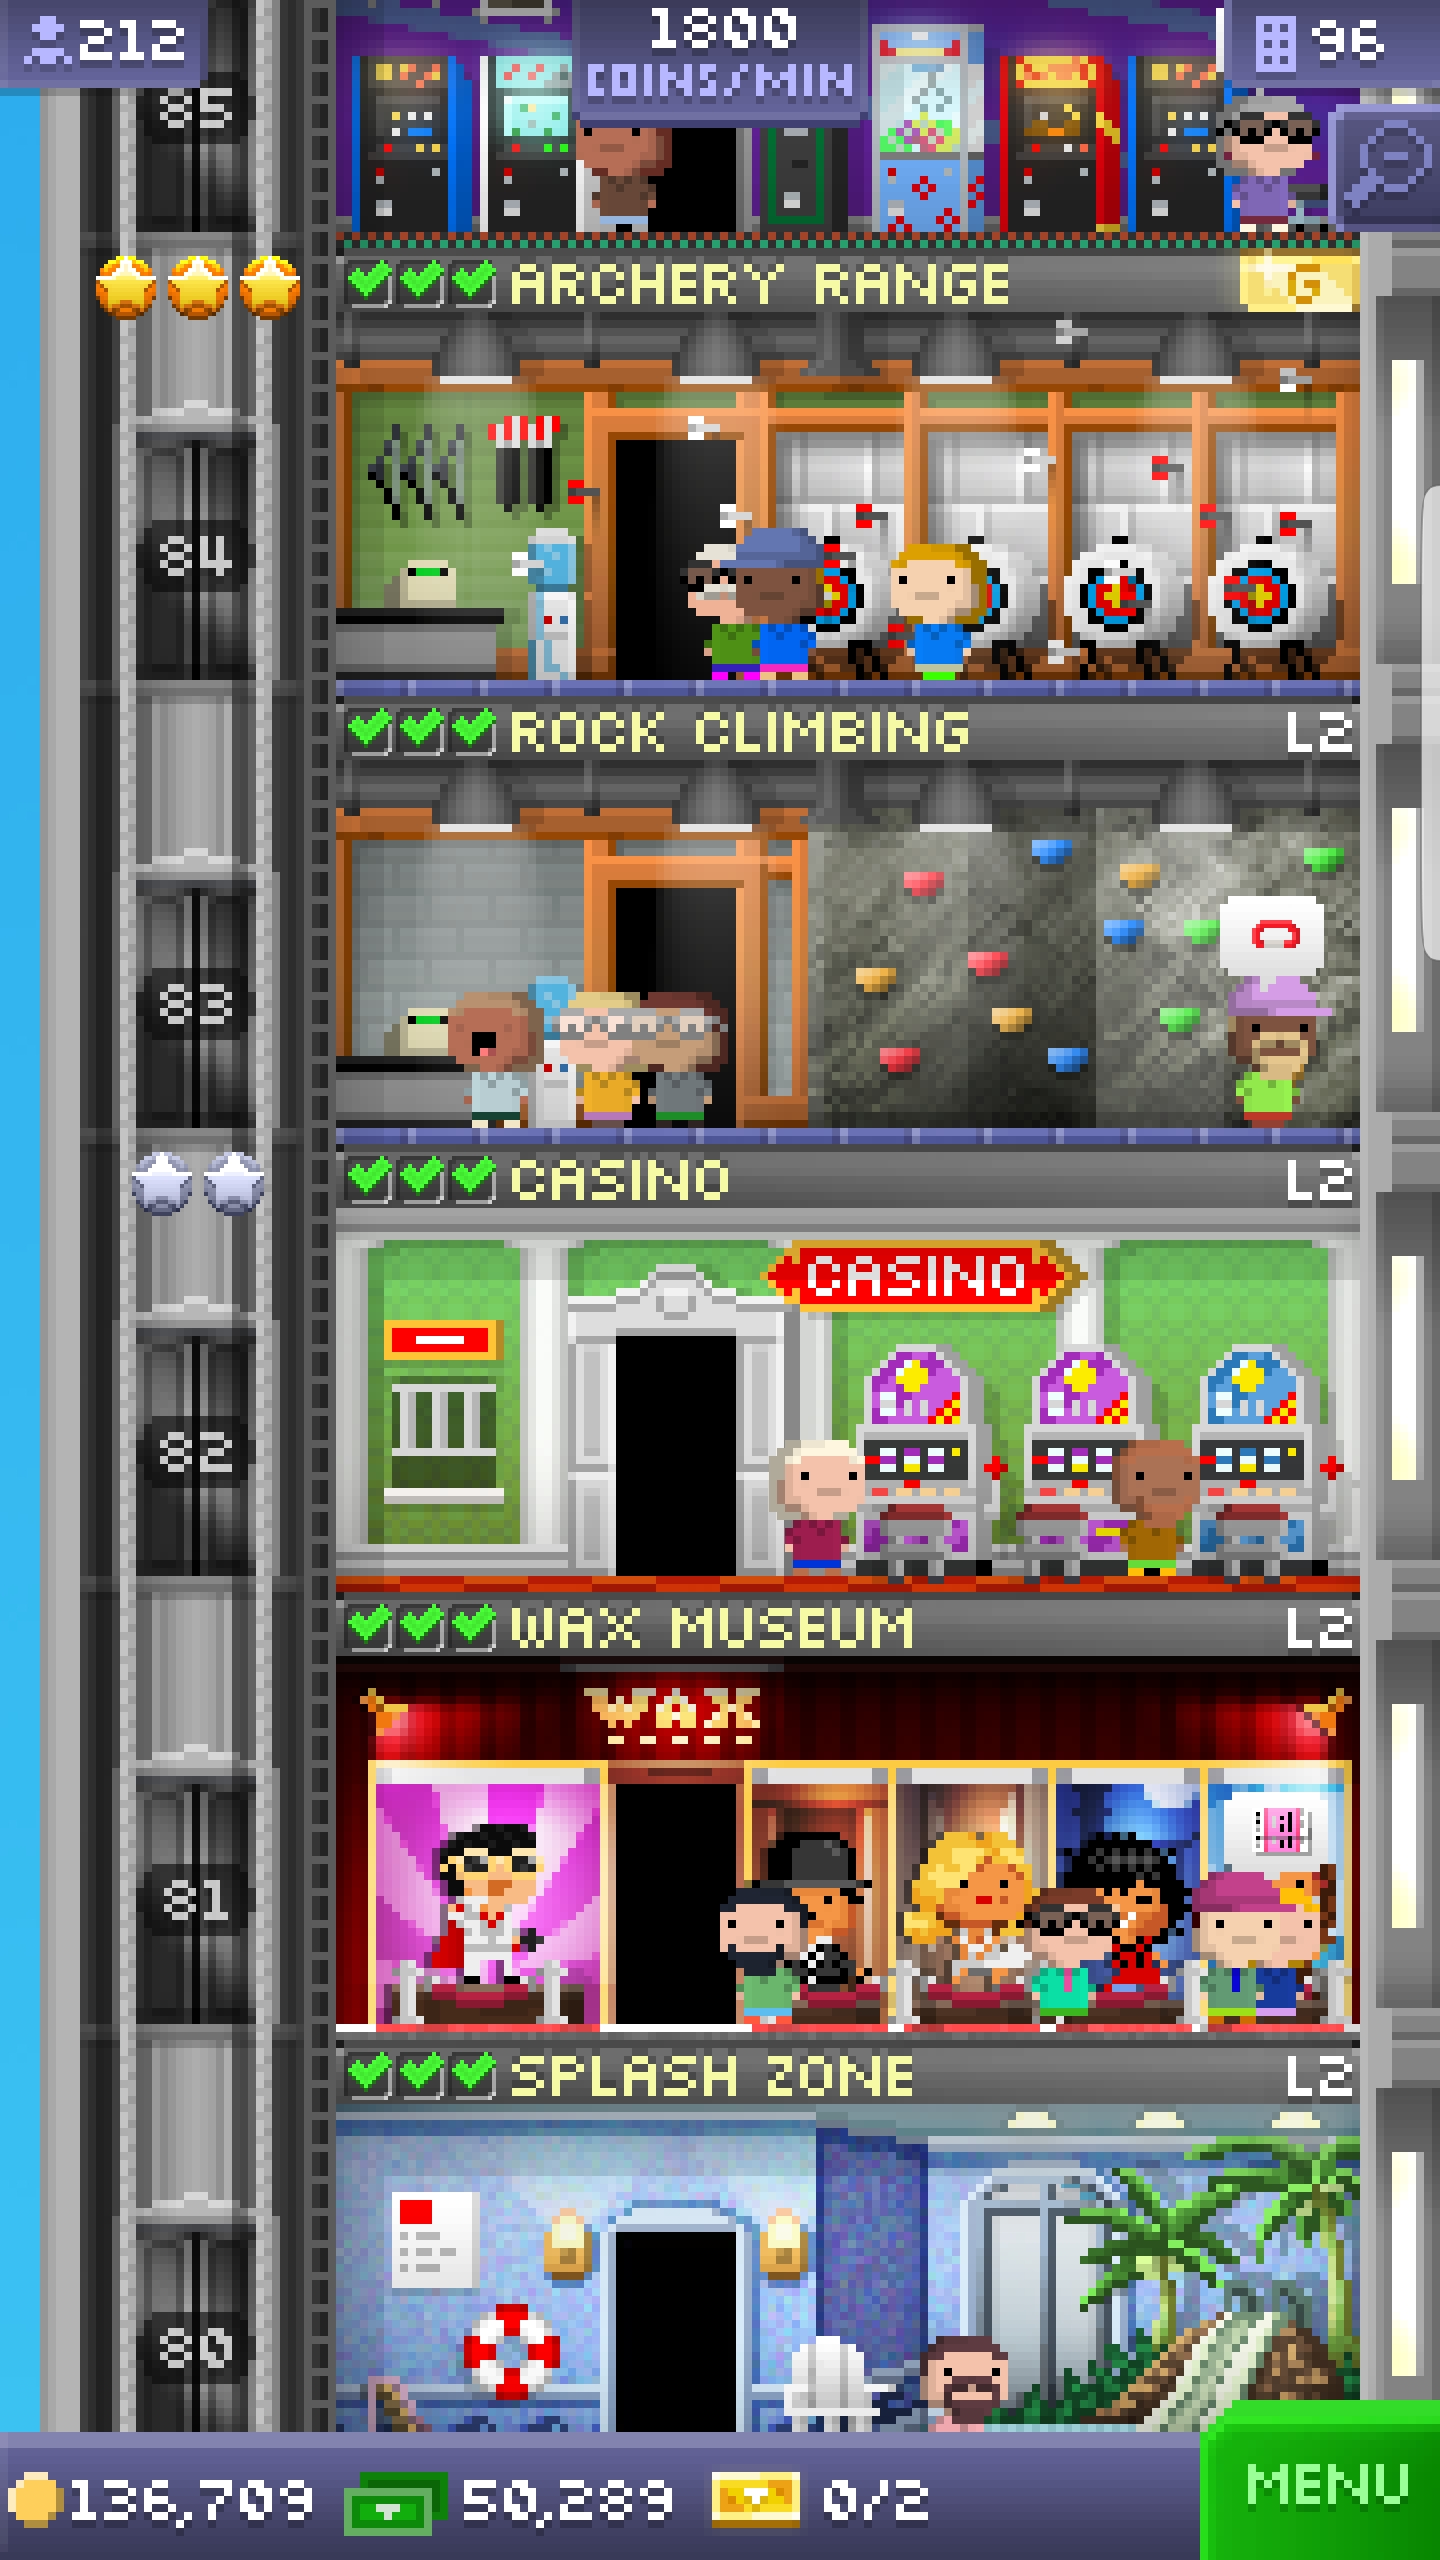 212
1800
COINS/MIN
96
85
ARCHERY RANGE
G
84
ROCK CLIMBING L2
83
CASINO L2
CASINO
82
WAX MUSEUM L2
WAX
81
SPLASH ZONE L2
80
136,709 50,289 0/2
MENU